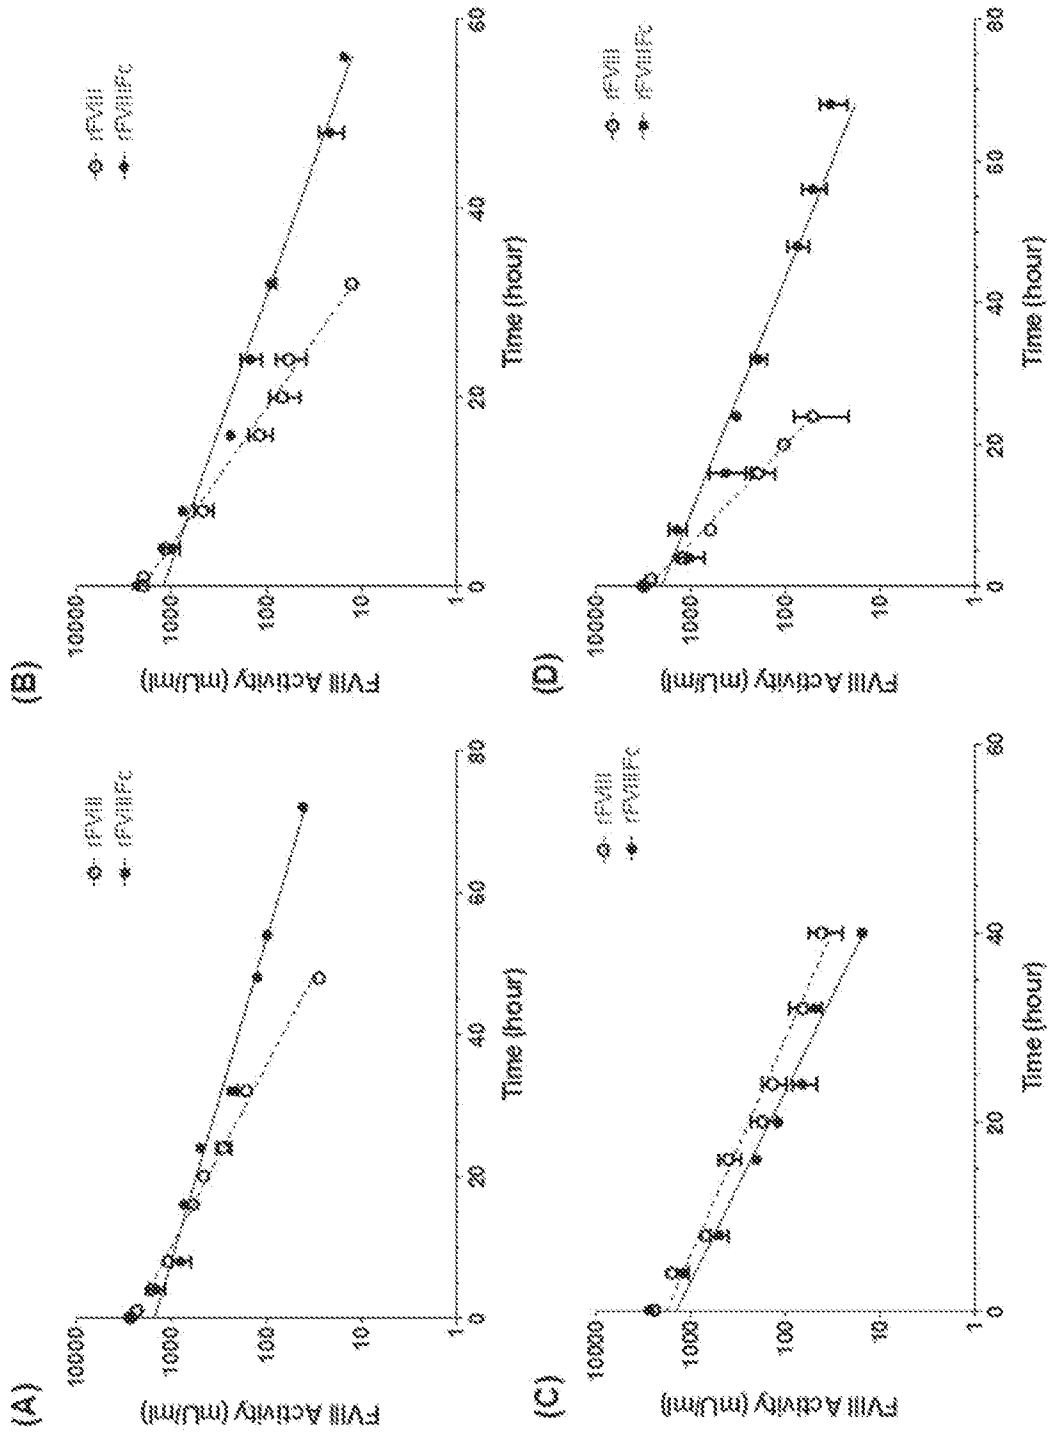 (A)
rFVIII
rFVIIIFc
FVIII Activity (mU/ml)
10000
1000
100
10
1
0
20
40
60
80
Time (hour)
(B)
rFVIII
rFVIIIFc
FVIII Activity (mU/ml)
10000
1000
100
10
1
0
20
40
60
Time (hour)
(C)
rFVIII
rFVIIIFc
FVIII Activity (mU/ml)
10000
1000
100
10
1
0
20
40
60
Time (hour)
(D)
rFVIII
rFVIIIFc
FVIII Activity (mU/ml)
10000
1000
100
10
1
0
20
40
60
80
Time (hour)